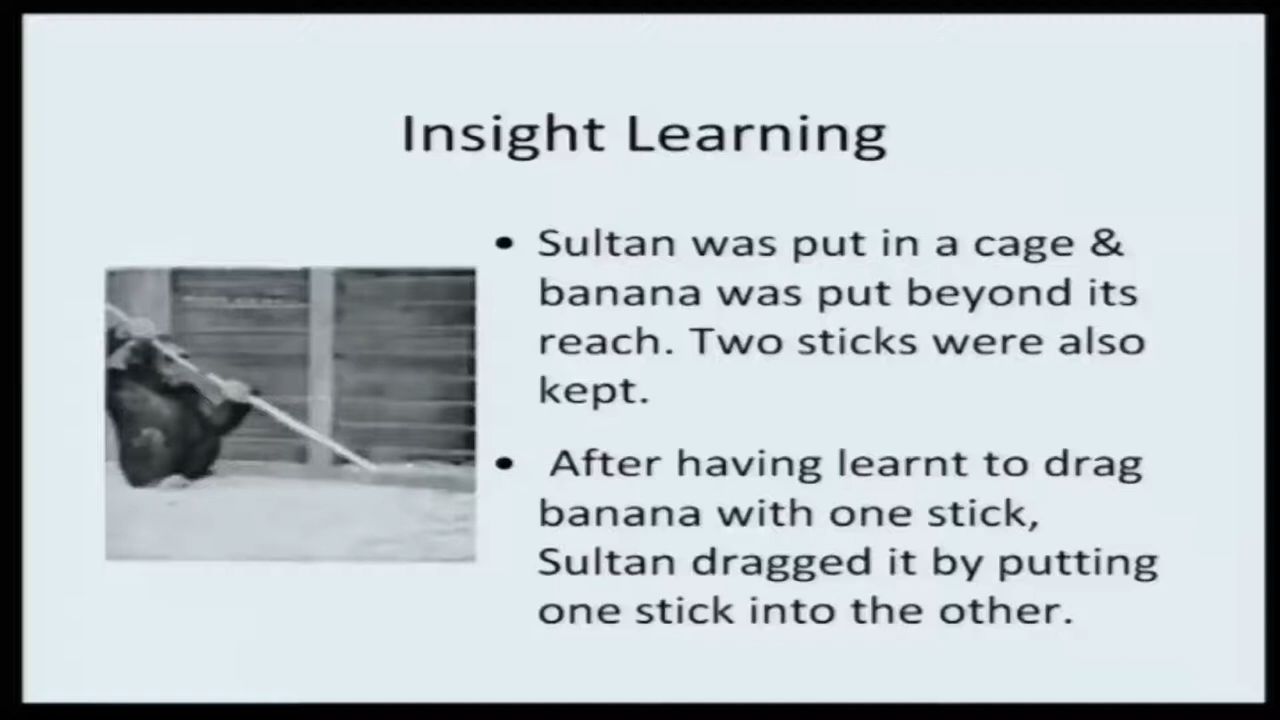 Insight Learning
• Sultan was put in a cage &
banana was put beyond its
reach. Two sticks were also
kept.
• After having learnt to drag
banana with one stick,
Sultan dragged it by putting
one stick into the other.